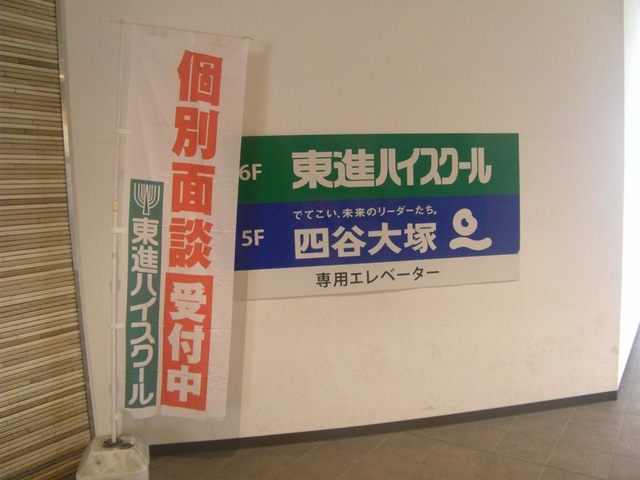 個別面談
受付中
東進ハイスクール
6F 東進ハイスクール
でてこい、未来のリーダーたち。
5F 四谷大塚
専用エレベーター